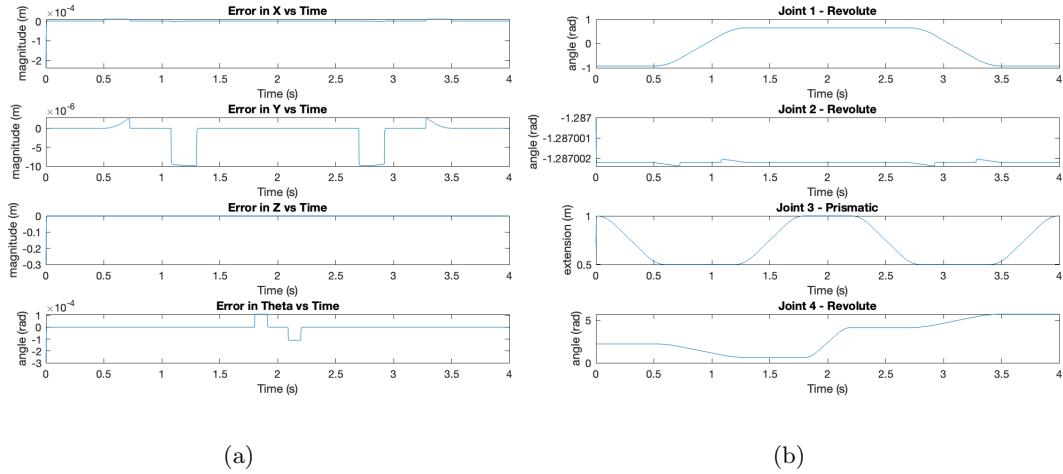 Error in X vs Time
×10⁻⁴
magnitude (m)
0
-1
-2
0 0.5 1 1.5 2 2.5 3 3.5 4
Time (s)
Error in Y vs Time
×10⁻⁶
magnitude (m)
0
-5
-10
0 0.5 1 1.5 2 2.5 3 3.5 4
Time (s)
Error in Z vs Time
magnitude (m)
0
-0.1
-0.2
-0.3
0 0.5 1 1.5 2 2.5 3 3.5 4
Time (s)
Error in Theta vs Time
×10⁻⁴
angle (rad)
1
0
-1
-2
-3
0 0.5 1 1.5 2 2.5 3 3.5 4
Time (s)
(a)
Joint 1 - Revolute
angle (rad)
1
0
-1
0 0.5 1 1.5 2 2.5 3 3.5 4
Time (s)
Joint 2 - Revolute
angle (rad)
-1.287
-1.287001
-1.287002
0 0.5 1 1.5 2 2.5 3 3.5 4
Time (s)
Joint 3 - Prismatic
extension (m)
1
0.5
0 0.5 1 1.5 2 2.5 3 3.5 4
Time (s)
Joint 4 - Revolute
angle (rad)
5
0
0 0.5 1 1.5 2 2.5 3 3.5 4
Time (s)
(b)